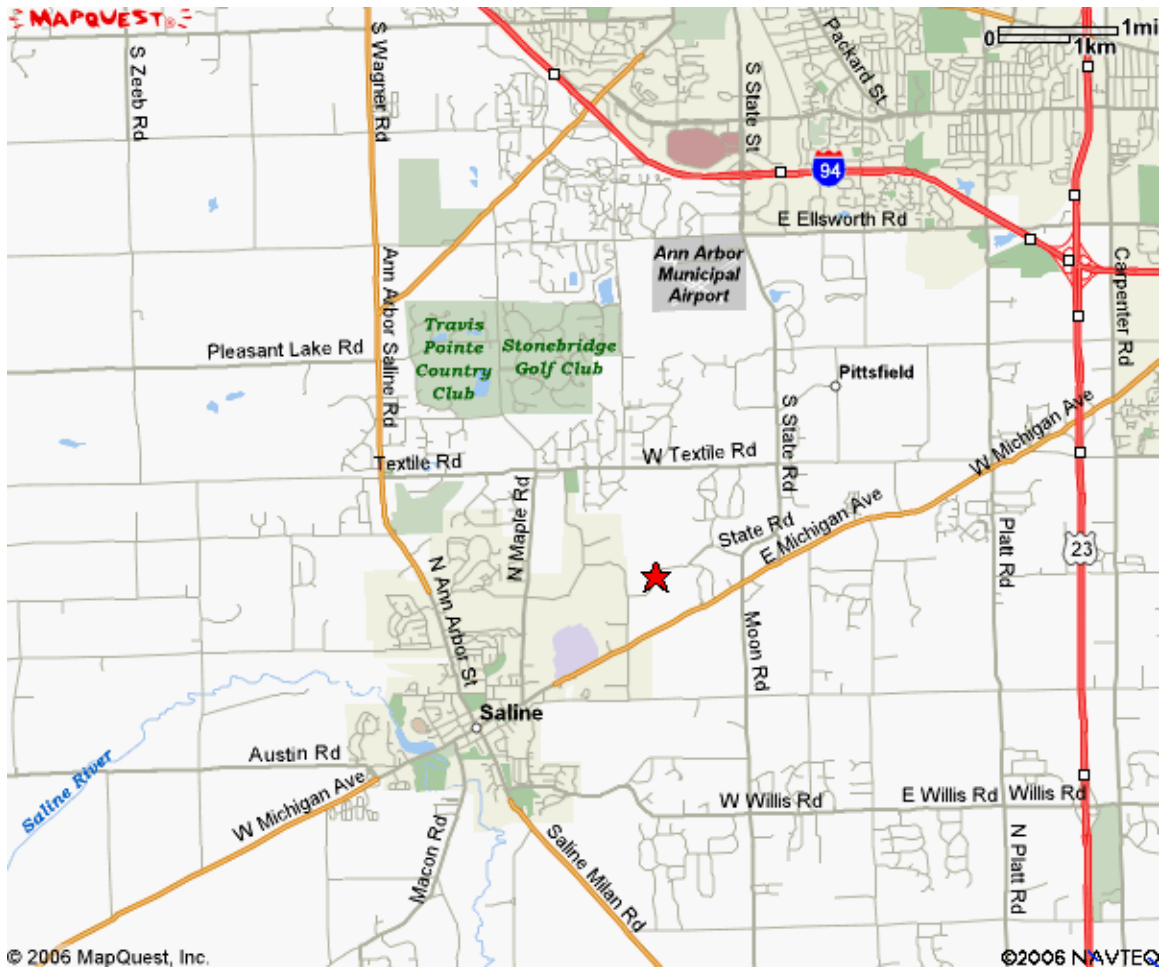 MAPQUEST
1mi
0
1km
S Zeeb Rd
S Wagner Rd
S State St
Packard St
94
E Ellsworth Rd
Ann Arbor
Municipal
Airport
Carpenter Rd
Ann Arbor Saline Rd
Travis
Pointe
Country
Club
Stonebridge
Golf Club
Pleasant Lake Rd
Pittsfield
S State Rd
W Michigan Ave
Textile Rd
W Textile Rd
N Maple Rd
State Rd
E Michigan Ave
Platt Rd
23
N Ann Arbor St
Moon Rd
Saline
Austin Rd
Saline River
W Michigan Ave
W Willis Rd
E Willis Rd
Willis Rd
Macon Rd
Saline Milan Rd
N Platt Rd
© 2006 MapQuest, Inc.
©2006 NAVTEQ